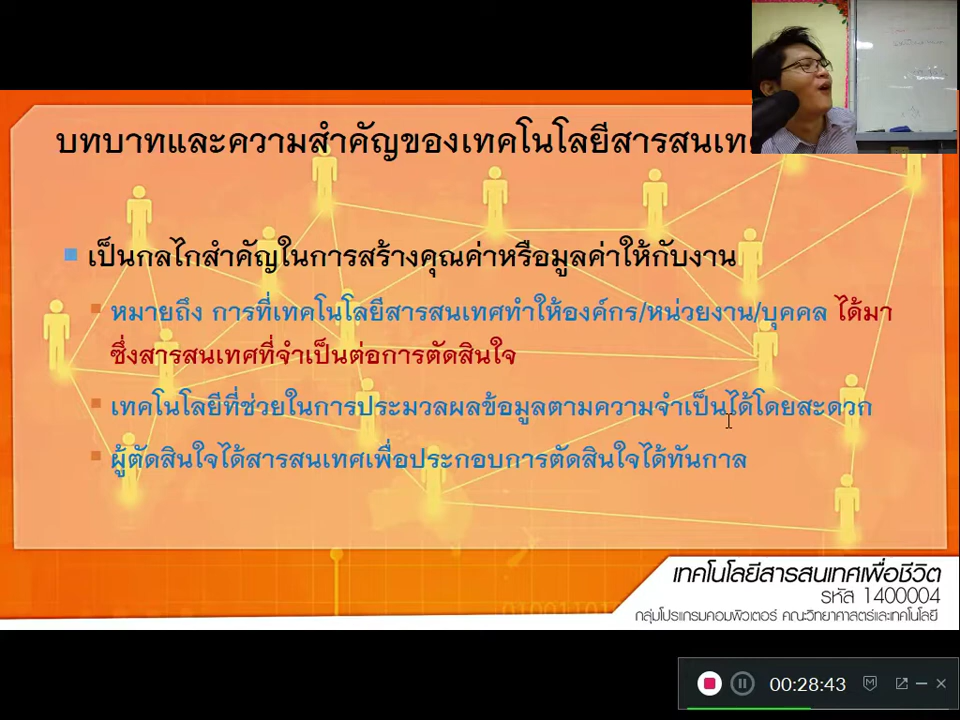 บทบาทและความสำคัญของเทคโนโลยีสารสนเท
เป็นกลไกสำคัญในการสร้างคุณค่าหรือมูลค่าให้กับงาน
หมายถึง การที่เทคโนโลยีสารสนเทศทำให้องค์กร/หน่วยงาน/บุคคล ได้มา
ซึ่งสารสนเทศที่จำเป็นต่อการตัดสินใจ
เทคโนโลยีที่ช่วยในการประมวลผลข้อมูลตามความจำเป็นได้โดยสะดวก
ผู้ตัดสินใจได้สารสนเทศเพื่อประกอบการตัดสินใจได้ทันกาล
เทคโนโลยีสารสนเทศเพื่อชีวิต
รหัส 1400004
กลุ่มโปรแกรมคอมพิวเตอร์ คณะวิทยาศาสตร์และเทคโนโลยี
00:28:43